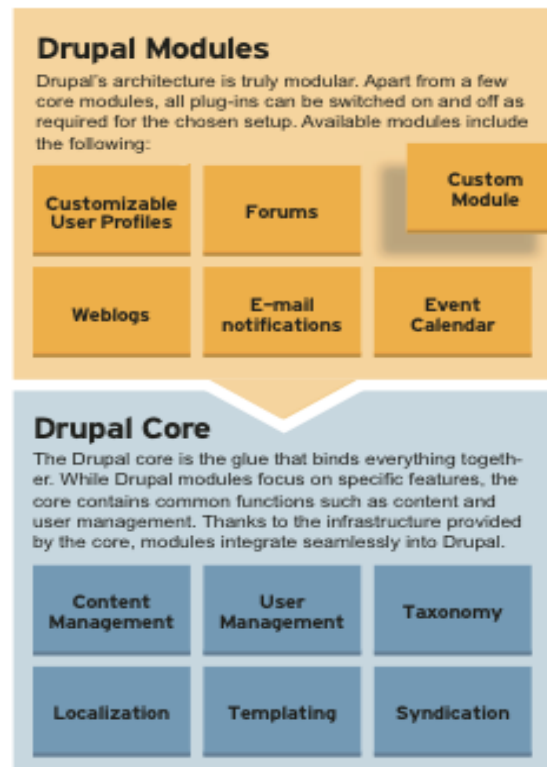 Drupal Modules
Drupal's architecture is truly modular. Apart from a few
core modules, all plug-ins can be switched on and off as
required for the chosen setup. Available modules include
the following:
Customizable
User Profiles
Forums
Custom
Module
Weblogs
E-mail
notifications
Event
Calendar
Drupal Core
The Drupal core is the glue that binds everything togeth-
er. While Drupal modules focus on specific features, the
core contains common functions such as content and
user management. Thanks to the infrastructure provided
by the core, modules integrate seamlessly into Drupal.
Content
Management
User
Management
Taxonomy
Localization
Templating
Syndication